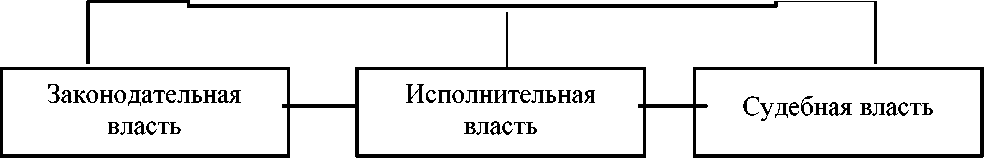 Законодательная
власть
Исполнительная
власть
Судебная власть